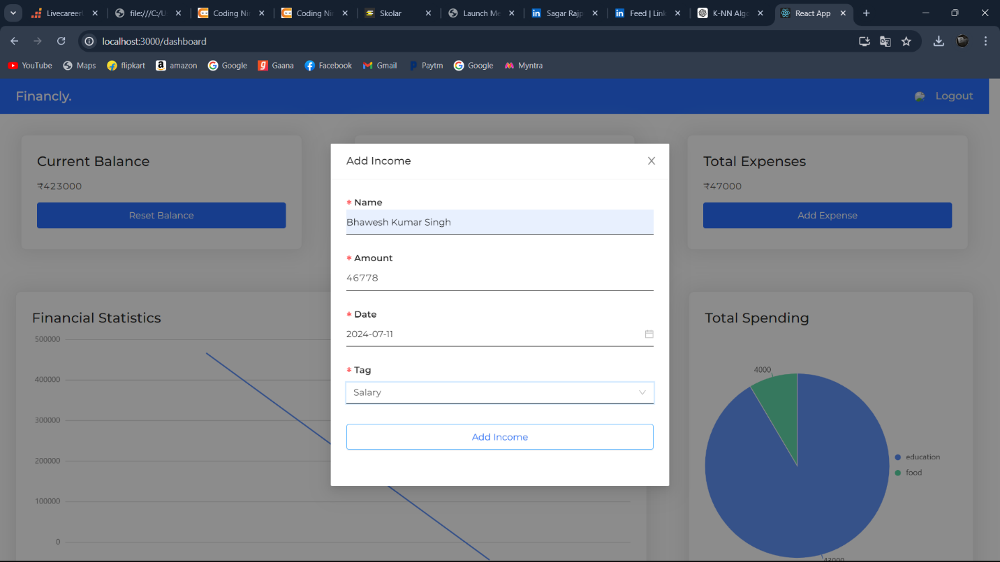 Livecareer
file:///C:/U
Coding Nin
Coding Nin
Skolar
Launch Me
Sagar Rajp
Feed | Link
K-NN Algo
React App
localhost:3000/dashboard
YouTube
Maps
flipkart
amazon
Google
Gaana
Facebook
Gmail
Paytm
Google
Myntra
Financly.
Logout
Current Balance
₹423000
Reset Balance
Total Expenses
₹47000
Add Expense
Add Income
* Name
Bhawesh Kumar Singh
* Amount
46778
* Date
2024-07-11
* Tag
Salary
Add Income
Financial Statistics
500000
400000
300000
200000
100000
0
Total Spending
4000
education
food
43000